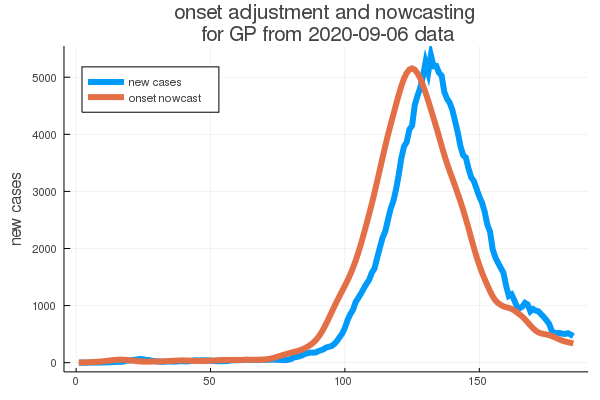 onset adjustment and nowcasting
for GP from 2020-09-06 data
new cases
onset nowcast
new cases
5000
4000
3000
2000
1000
0
0
50
100
150